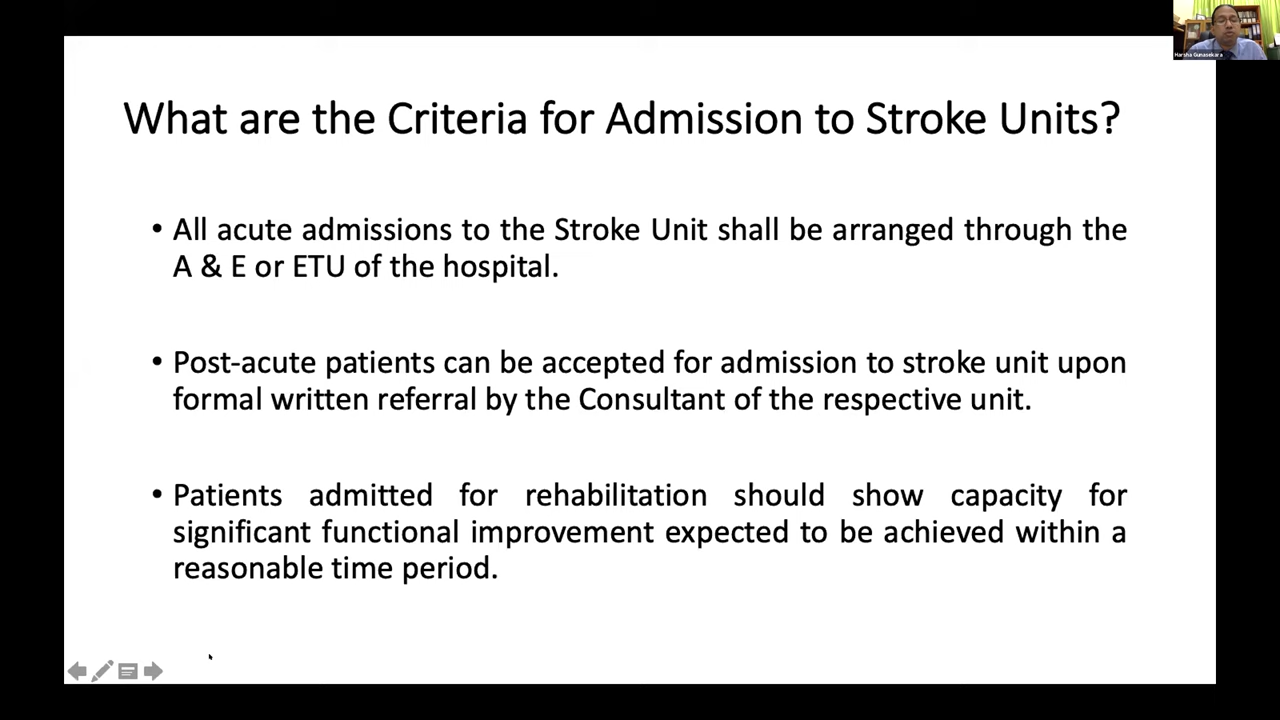 Harsha Gunasekara
What are the Criteria for Admission to Stroke Units?
• All acute admissions to the Stroke Unit shall be arranged through the
A & E or ETU of the hospital.
• Post-acute patients can be accepted for admission to stroke unit upon
formal written referral by the Consultant of the respective unit.
• Patients admitted for rehabilitation should show capacity for
significant functional improvement expected to be achieved within a
reasonable time period.